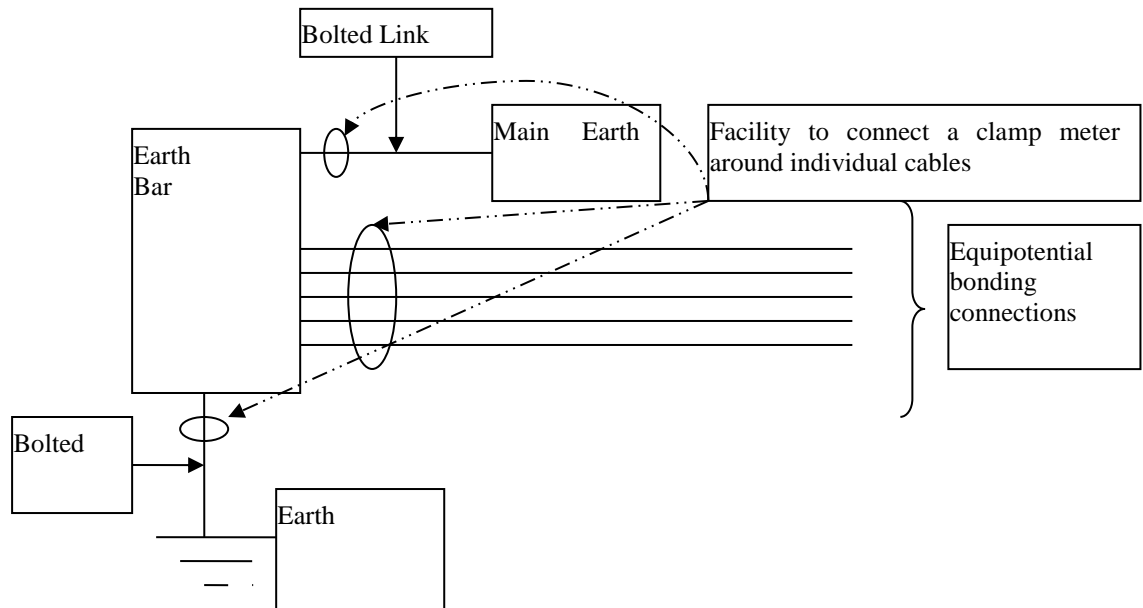 Bolted Link
Main Earth
Facility to connect a clamp meter
around individual cables
Earth
Bar
Equipotential
bonding
connections
Bolted
Earth